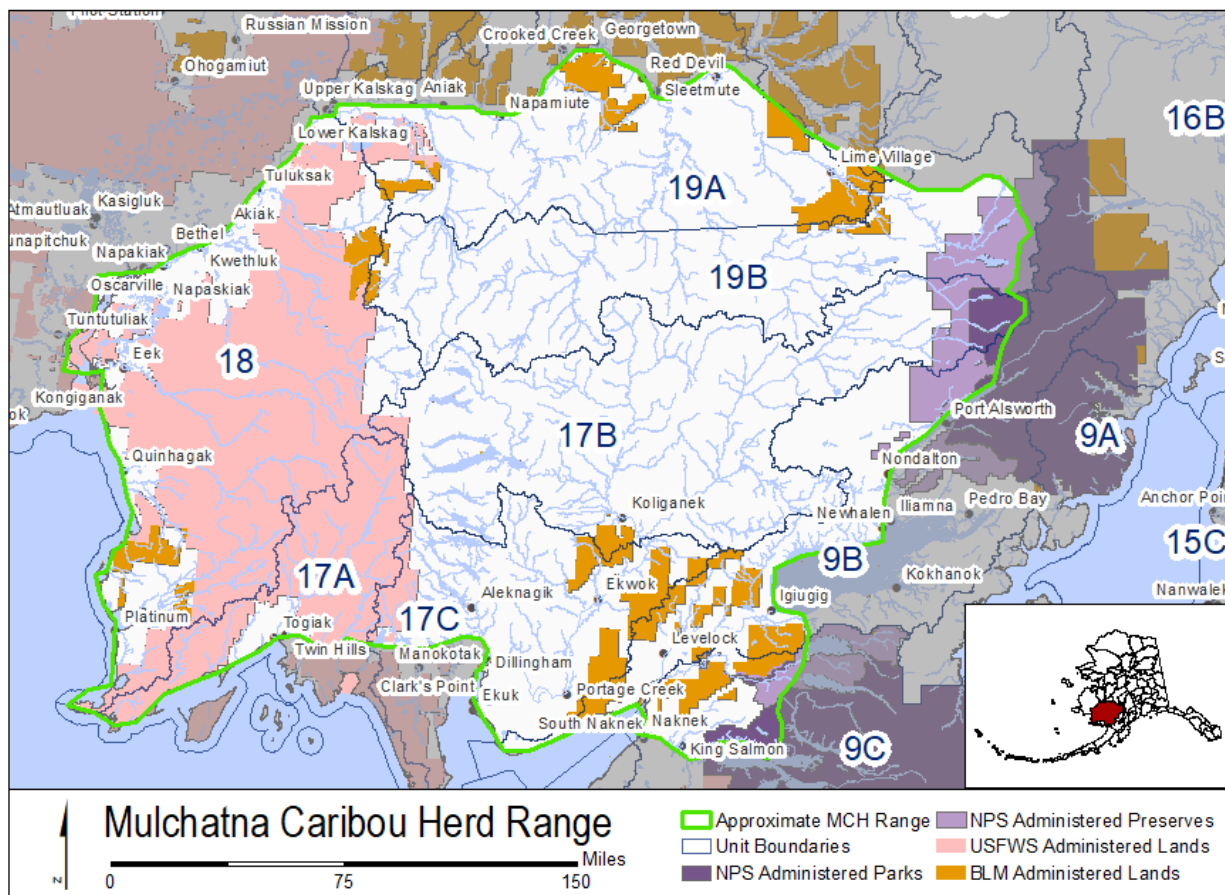 Pilot Station
Russian Mission
Georgetown
Crooked Creek
Ohogamiut
Red Devil
Upper Kalskag
Aniak
Sleetmute
16B
Napamiute
Lower Kalskag
Lime Village
Tuluksak
19A
Kasigluk
Atmautluak
Akiak
Bethel
unapitchuk
Napakiak
Kwethluk
19B
Oscarville
Napaskiak
Tuntutuliak
Eek
18
Kongiganak
ok
Port Alsworth
17B
9A
Quinhagak
Nondalton
Pedro Bay
Anchor Poi
Koliganek
Iliamna
Newhalen
15C
9B
17A
Ekwok
Kokhanok
Nanwalek
Aleknagik
Igiugig
Platinum
17C
Togiak
Levelock
Twin Hills
Manokotak
Dillingham
Clark's Point
Portage Creek
Ekuk
South Naknek
Naknek
King Salmon
9C
Mulchatna Caribou Herd Range
Miles
0 75 150
N
Approximate MCH Range
NPS Administered Preserves
Unit Boundaries
USFWS Administered Lands
NPS Administered Parks
BLM Administered Lands